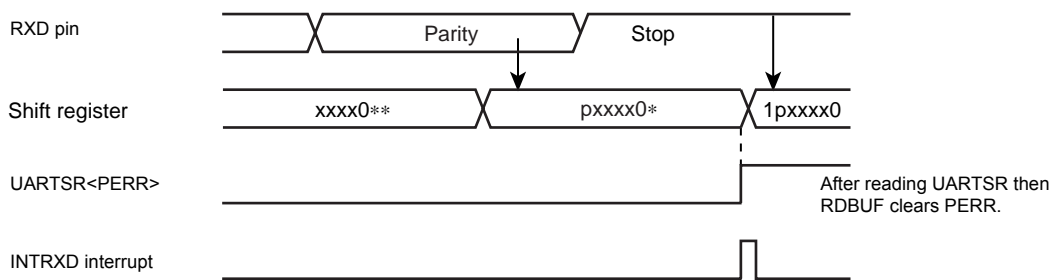 RXD pin
Parity
Stop
Shift register
xxxx0**
pxxxx0*
1pxxxx0
UARTSR<PERR>
After reading UARTSR then
RDBUF clears PERR.
INTRXD interrupt